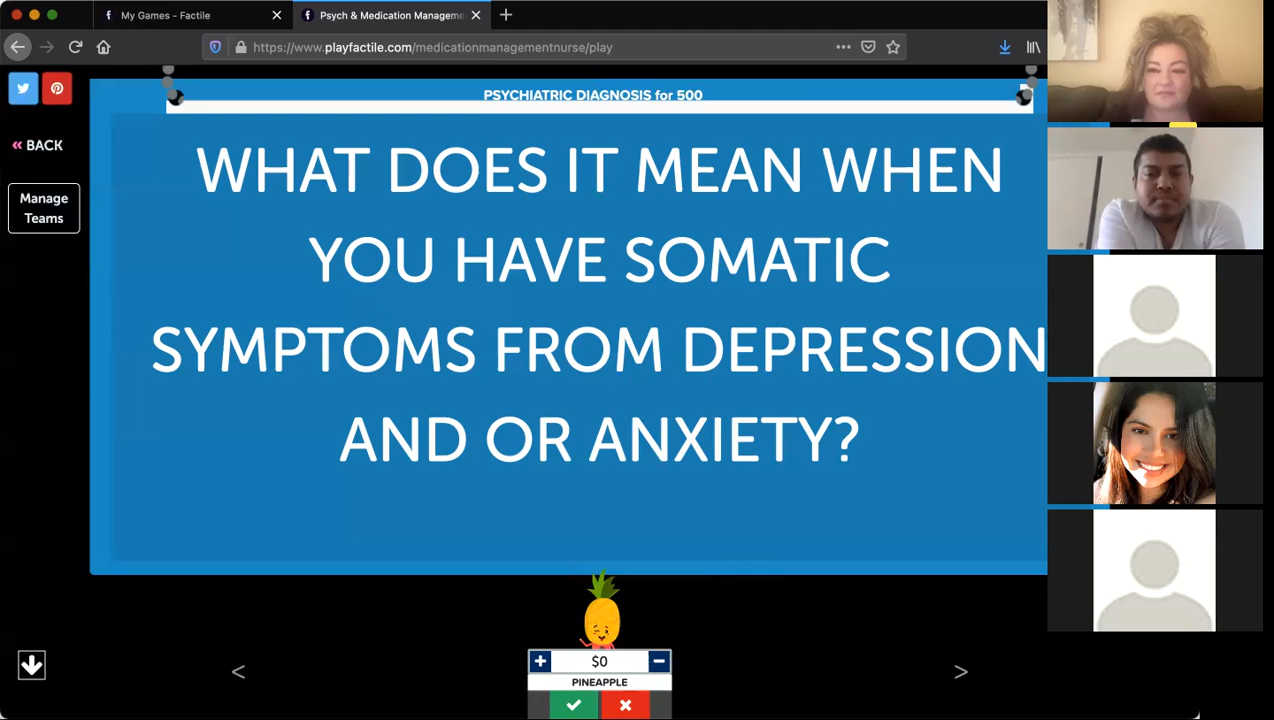 My Games - Factile
Psych & Medication Manageme
https://www.playfactile.com/medicationmanagementnurse/play
PSYCHIATRIC DIAGNOSIS for 500
« BACK
Manage
Teams
WHAT DOES IT MEAN WHEN
YOU HAVE SOMATIC
SYMPTOMS FROM DEPRESSION
AND OR ANXIETY?
$0
PINEAPPLE